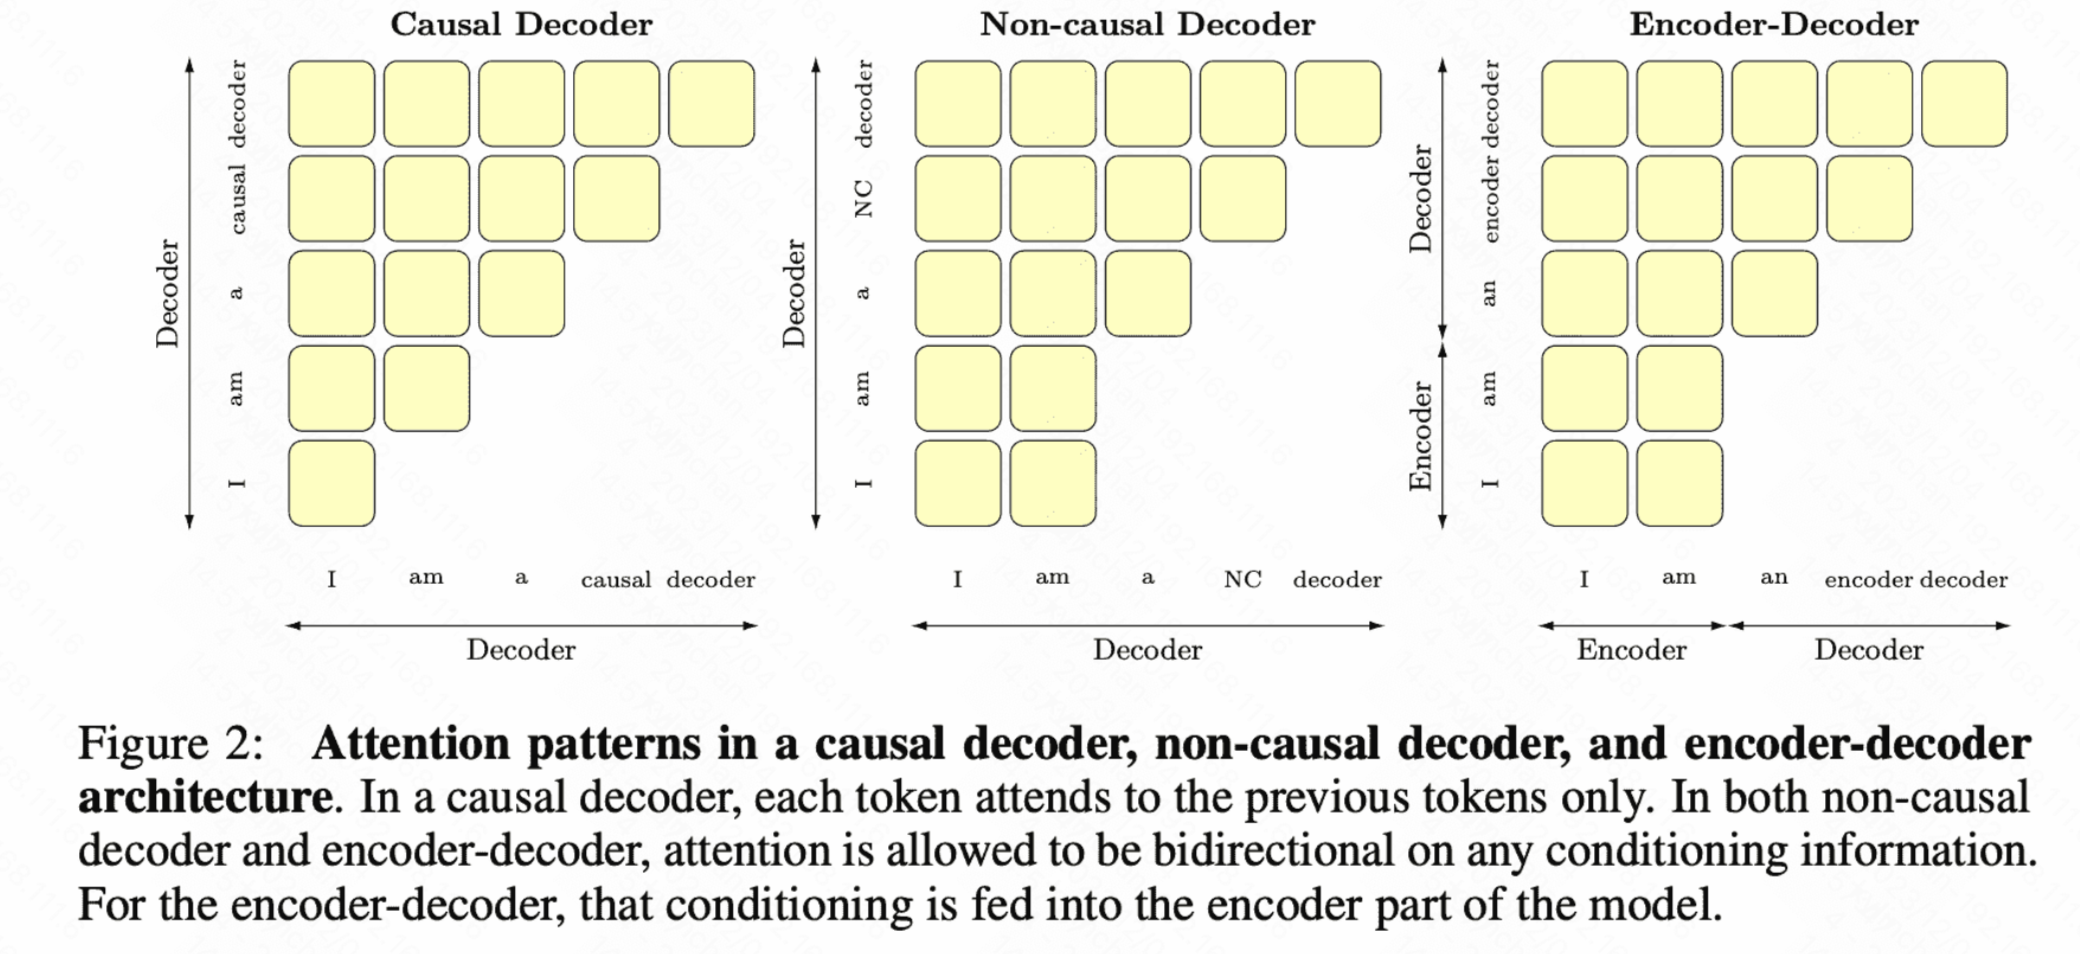 Causal Decoder
Decoder
decoder
causal
a
am
I
I am a causal decoder
Decoder
Non-causal Decoder
Decoder
decoder
NC
a
am
I
I am a NC decoder
Decoder
Encoder-Decoder
Decoder
Encoder
decoder
encoder
an
am
I
I am an encoder decoder
Encoder Decoder
Figure 2: Attention patterns in a causal decoder, non-causal decoder, and encoder-decoder
architecture. In a causal decoder, each token attends to the previous tokens only. In both non-causal
decoder and encoder-decoder, attention is allowed to be bidirectional on any conditioning information.
For the encoder-decoder, that conditioning is fed into the encoder part of the model.